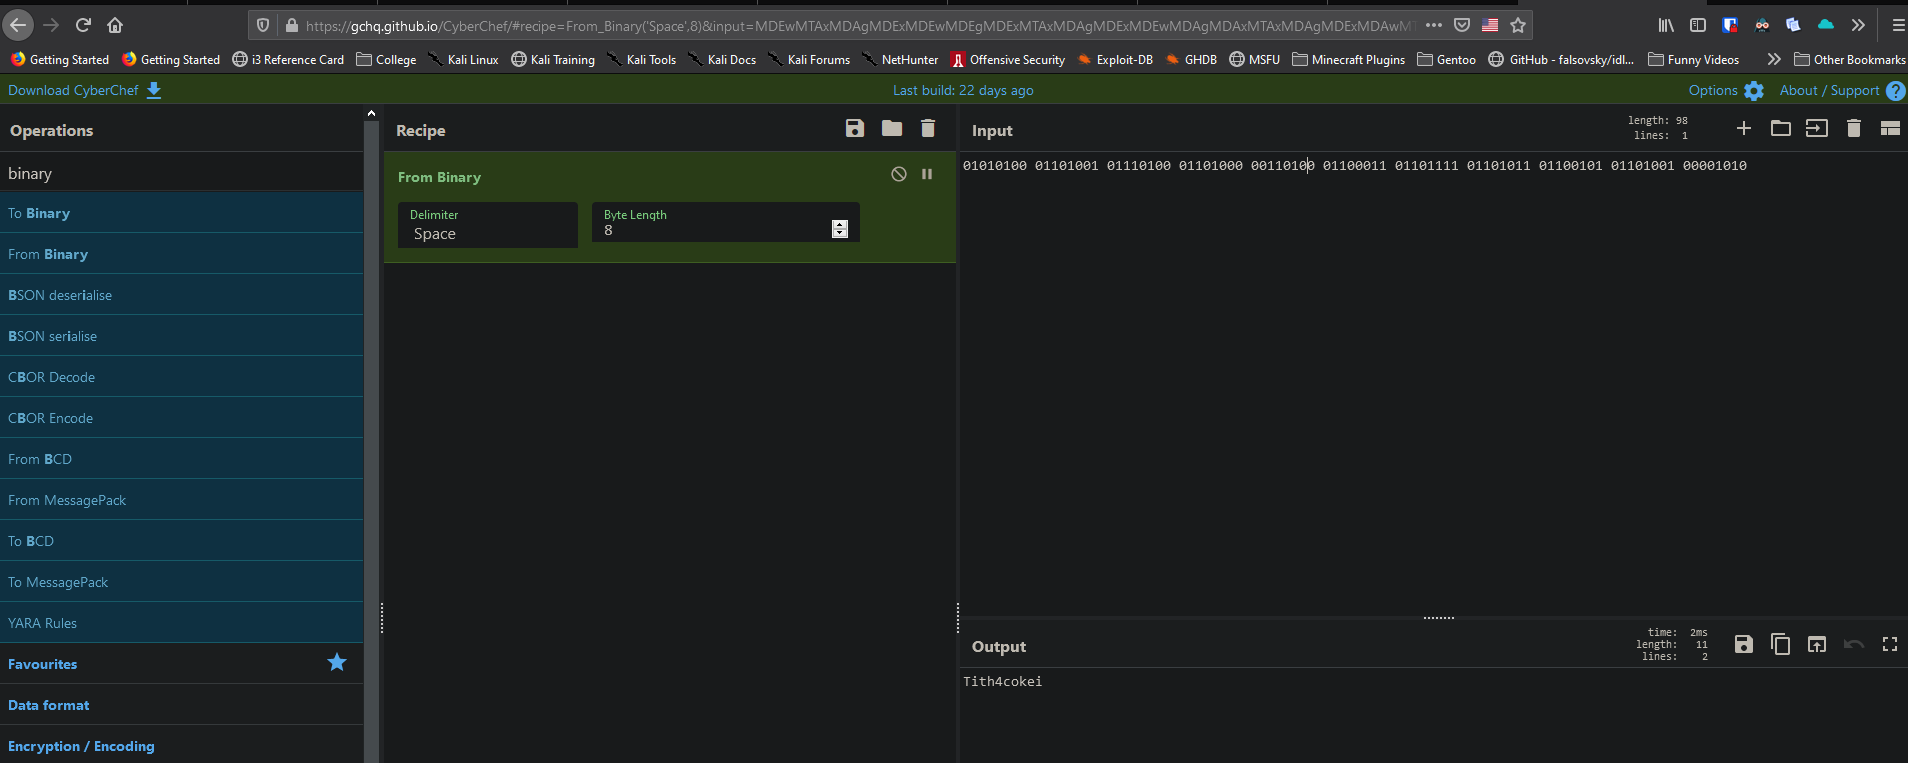 https://gchq.github.io/CyberChef/#recipe=From_Binary('Space',8)&input=MDEwMTAxMDAgMDExMDEwMDEgMDExMTAxMDAgMDExMDEwMDAgMDAxMTAxMDAgMDExMDAwMT
Getting Started Getting Started i3 Reference Card College Kali Linux Kali Training Kali Tools Kali Docs Kali Forums NetHunter Offensive Security Exploit-DB GHDB MSFU Minecraft Plugins Gentoo GitHub - falsovsky/idl... Funny Videos Other Bookmarks
Download CyberChef Last build: 22 days ago Options About / Support
Operations
binary
To Binary
From Binary
BSON deserialise
BSON serialise
CBOR Decode
CBOR Encode
From BCD
From MessagePack
To BCD
To MessagePack
YARA Rules
Favourites
Data format
Encryption / Encoding
Recipe
From Binary
Delimiter
Space
Byte Length
8
Input
length: 98
lines: 1
01010100 01101001 01110100 01101000 00110100 01100011 01101111 01101011 01100101 01101001 00001010
Output
time: 2ms
length: 11
lines: 2
Tith4cokei